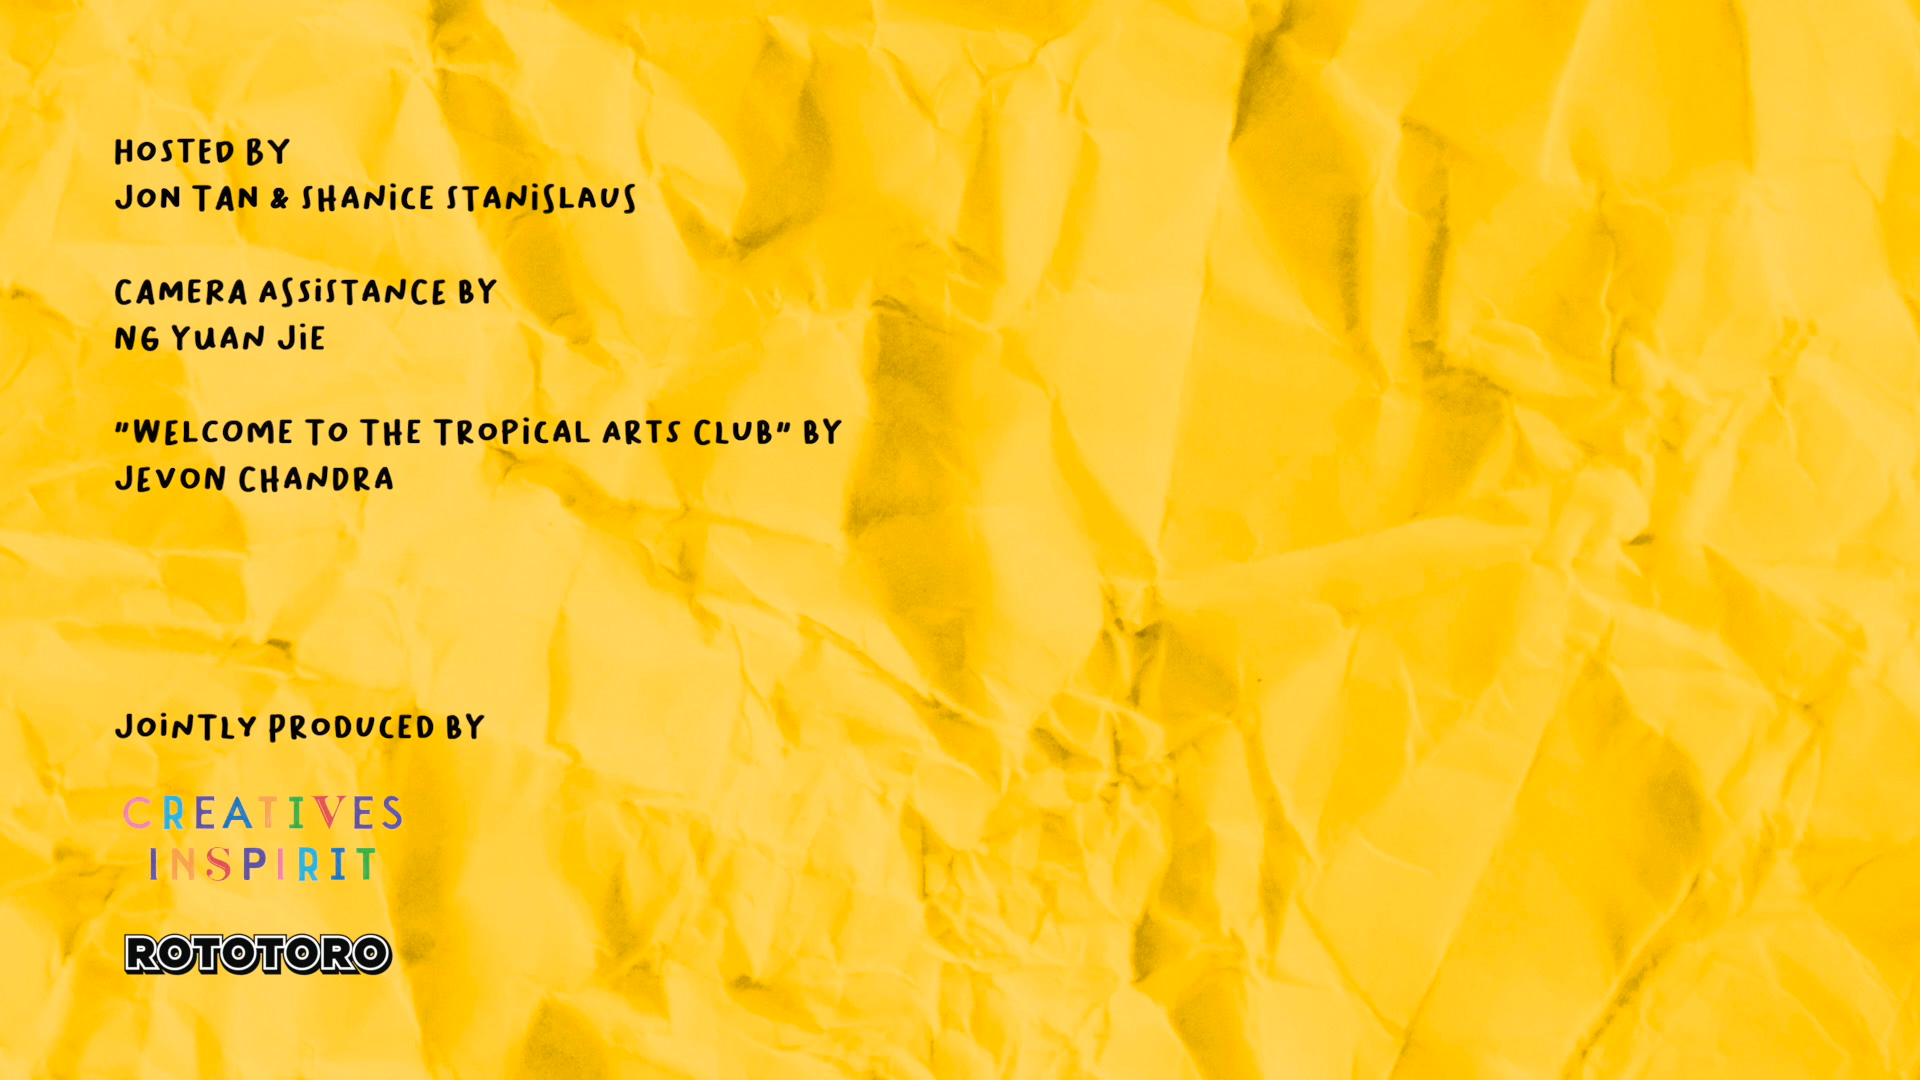 HOSTED BY
JON TAN & SHANiCE STANiSLAUS
CAMERA ASSiSTANCE BY
NG YUAN JiE
"WELCOME TO THE TROPiCAL ARTS CLUB" BY
JEVON CHANDRA
JOiNTLY PRODUCED BY
CREATIVES
INSPIRIT
ROTOTORO